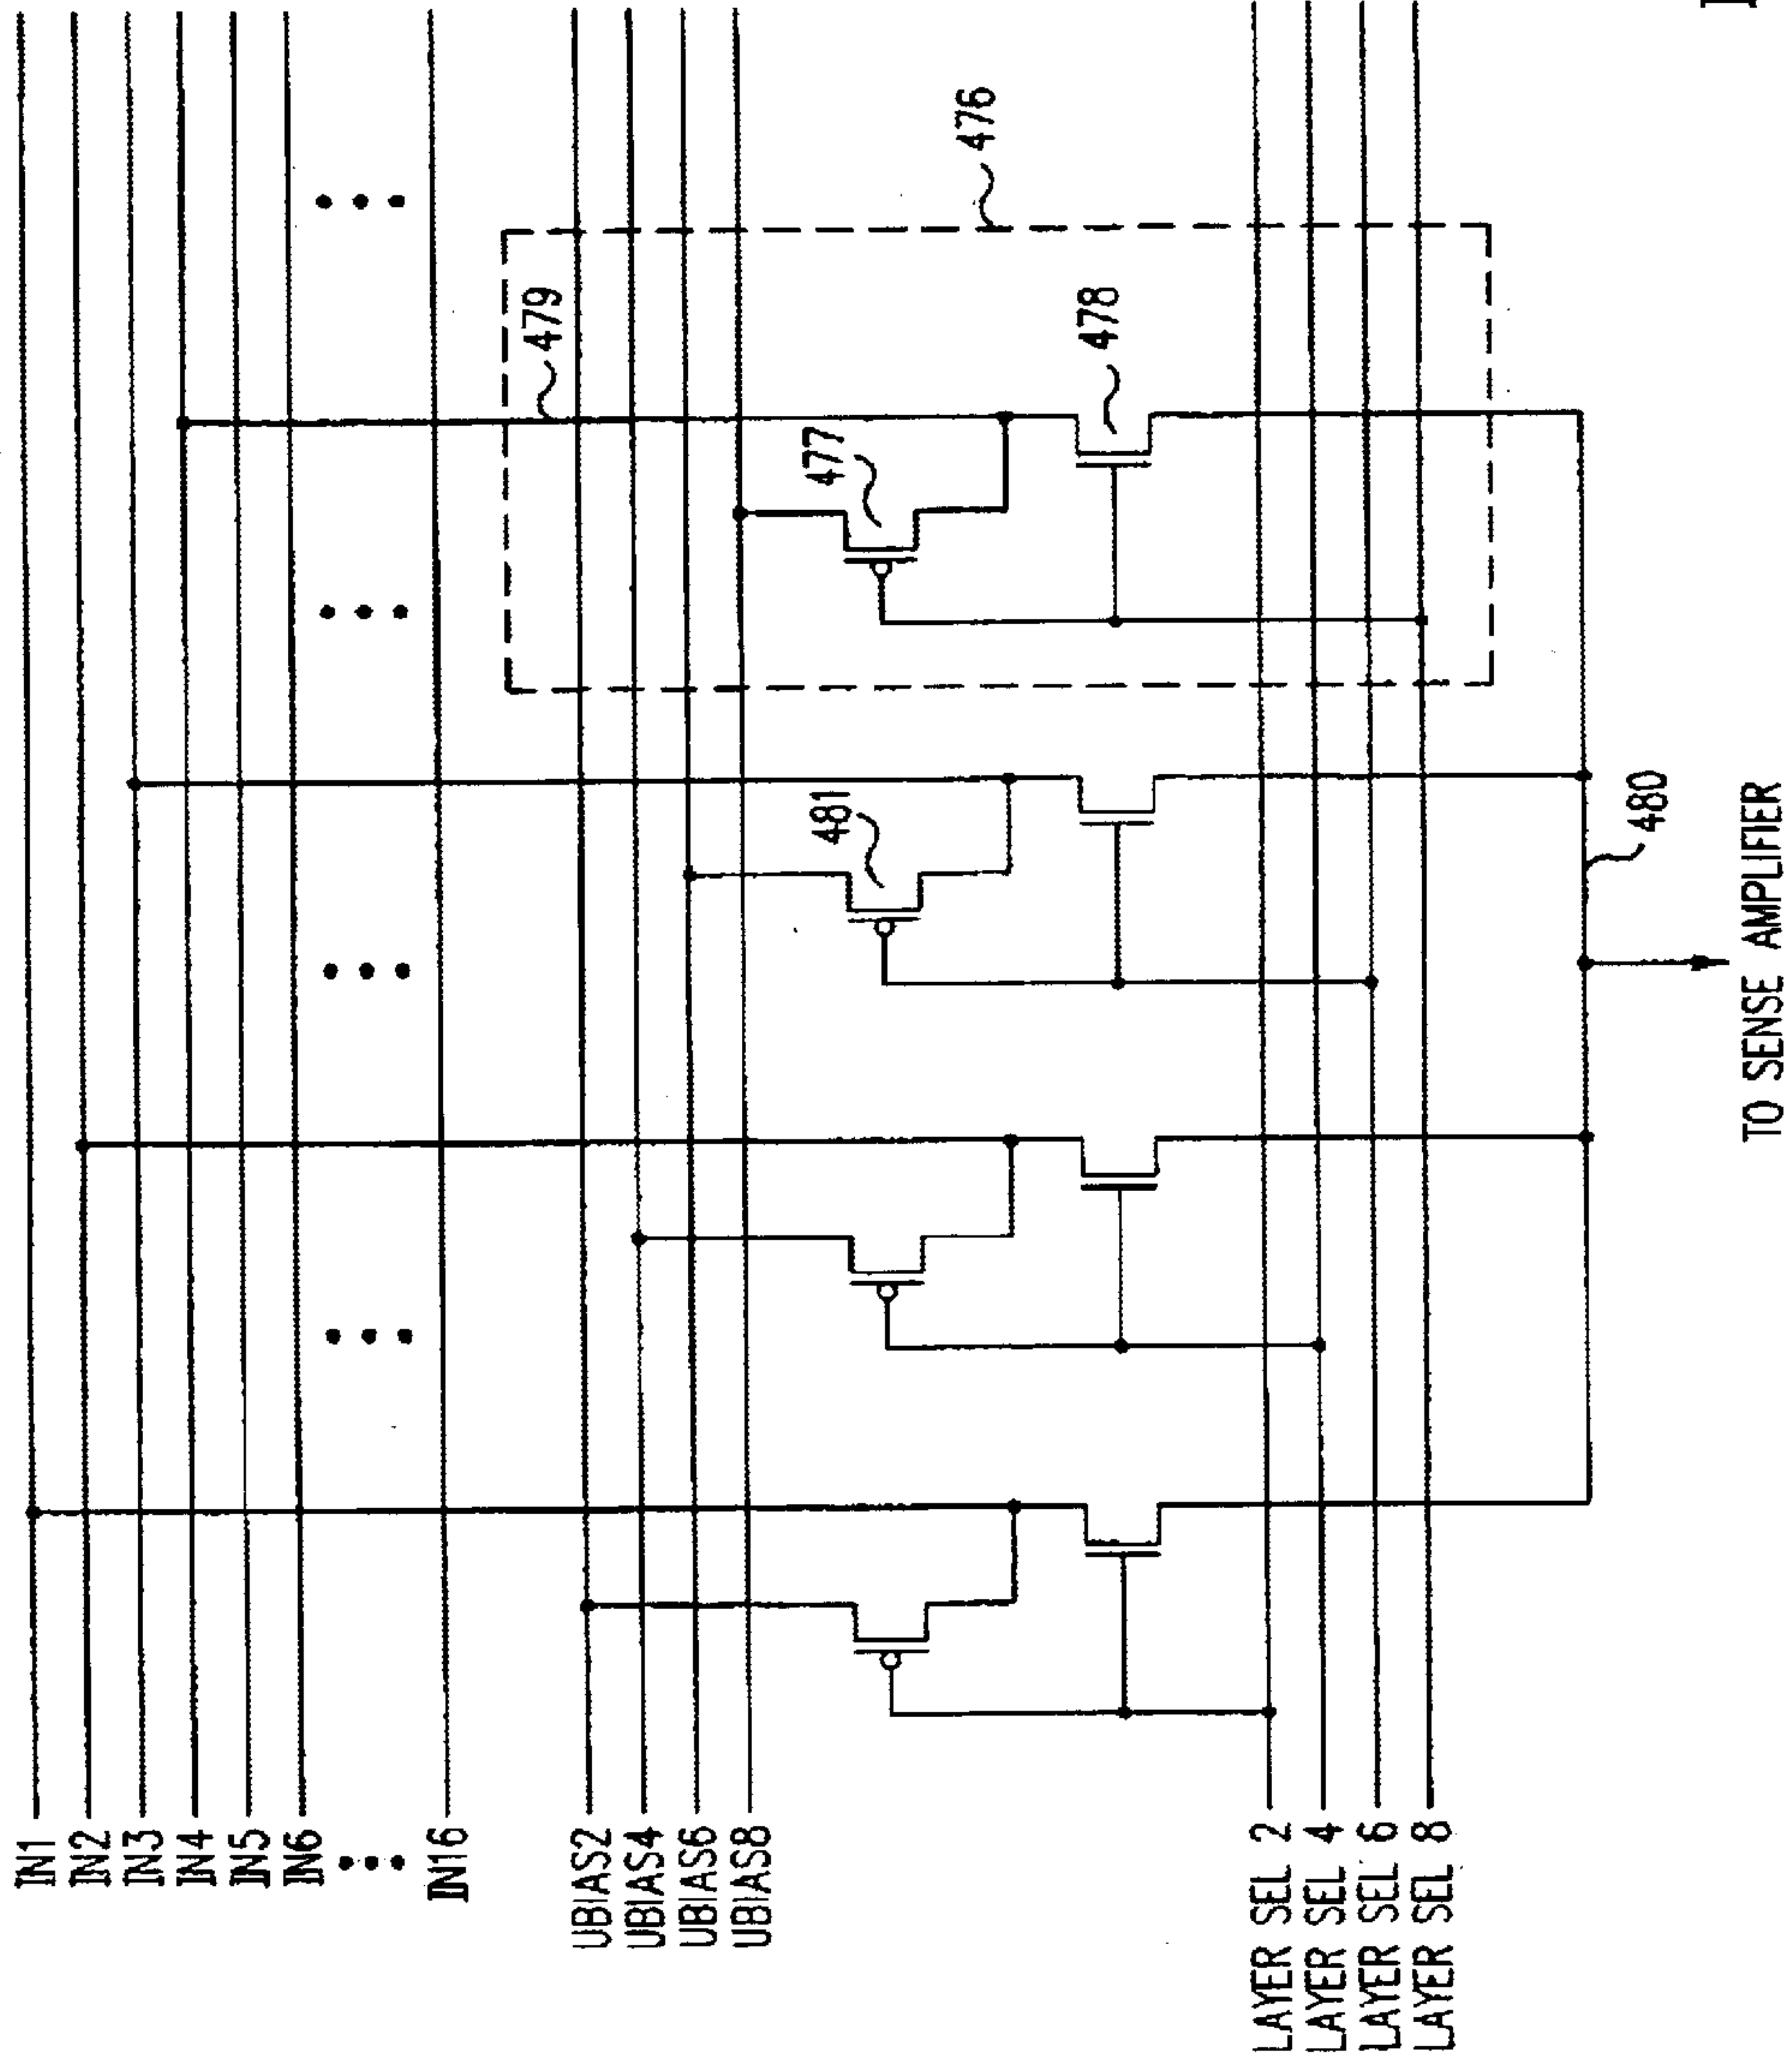 IN1
IN2
IN3
IN4
IN5
IN6
IN16
UBIAS2
UBIAS4
UBIAS6
UBIAS8
479
476
477
481
478
LAYER SEL 2
LAYER SEL 4
LAYER SEL 6
LAYER SEL 8
480
TO SENSE AMPLIFIER